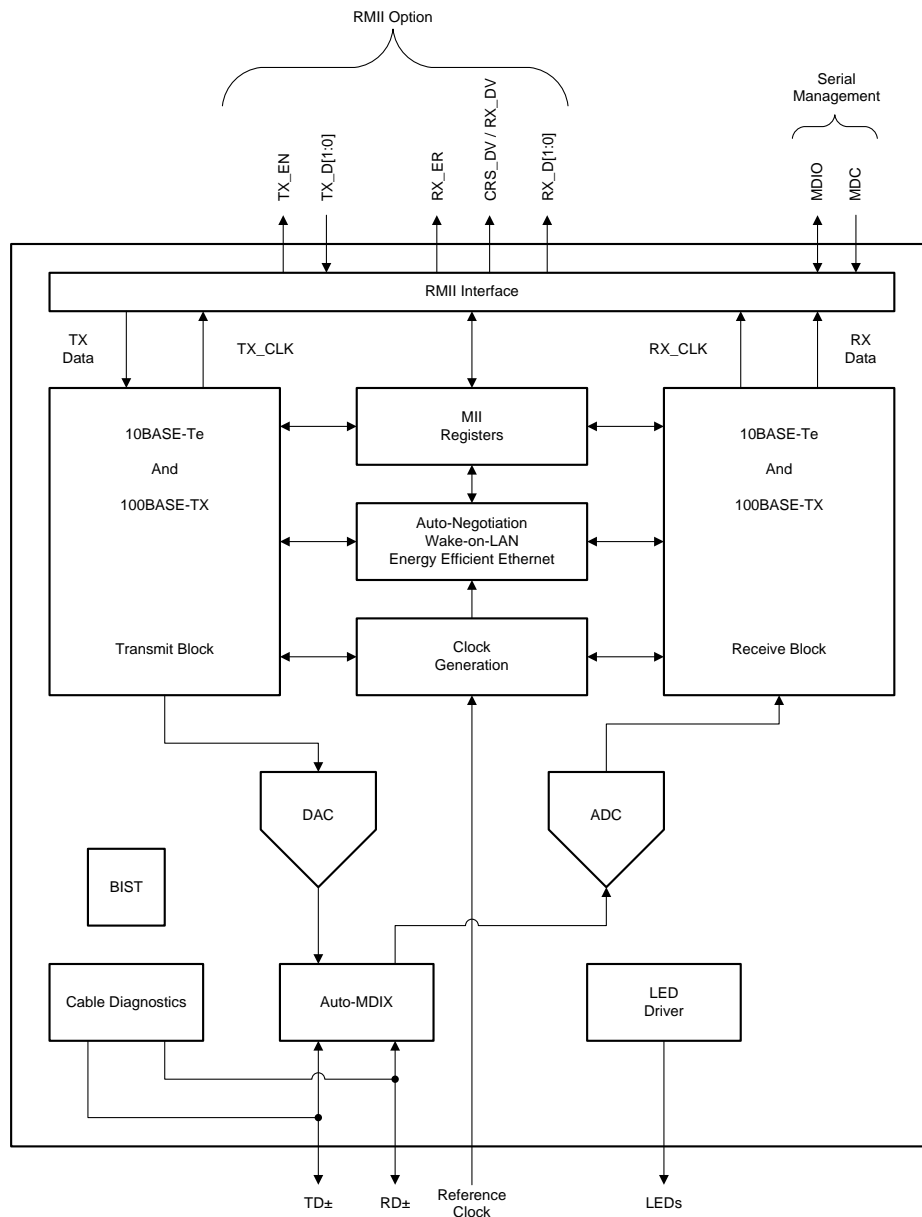 RMII Option
Serial
Management
TX_EN
TX_D[1:0]
RX_ER
CRS_DV / RX_DV
RX_D[1:0]
MDIO
MDC
RMII Interface
TX
Data
TX_CLK
RX_CLK
RX
Data
10BASE-Te
And
100BASE-TX
Transmit Block
MII
Registers
Auto-Negotiation
Wake-on-LAN
Energy Efficient Ethernet
Clock
Generation
10BASE-Te
And
100BASE-TX
Receive Block
DAC
ADC
BIST
Cable Diagnostics
Auto-MDIX
LED
Driver
TD±
RD±
Reference
Clock
LEDs